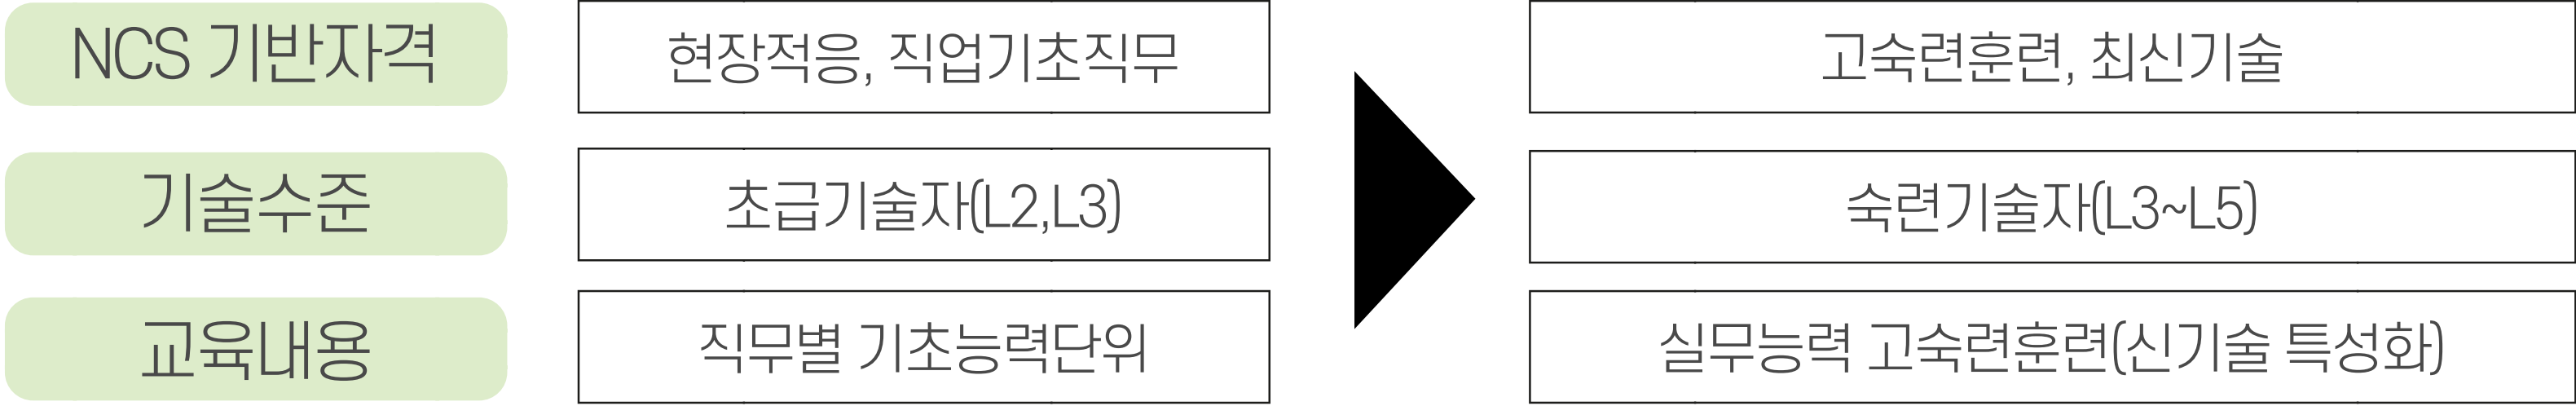 NCS 기반자격
현장적응, 직업기초직무
고숙련훈련, 최신기술
기술수준
초급기술자(L2,L3)
숙련기술자(L3~L5)
교육내용
직무별 기초능력단위
실무능력 고숙련훈련(신기술 특성화)